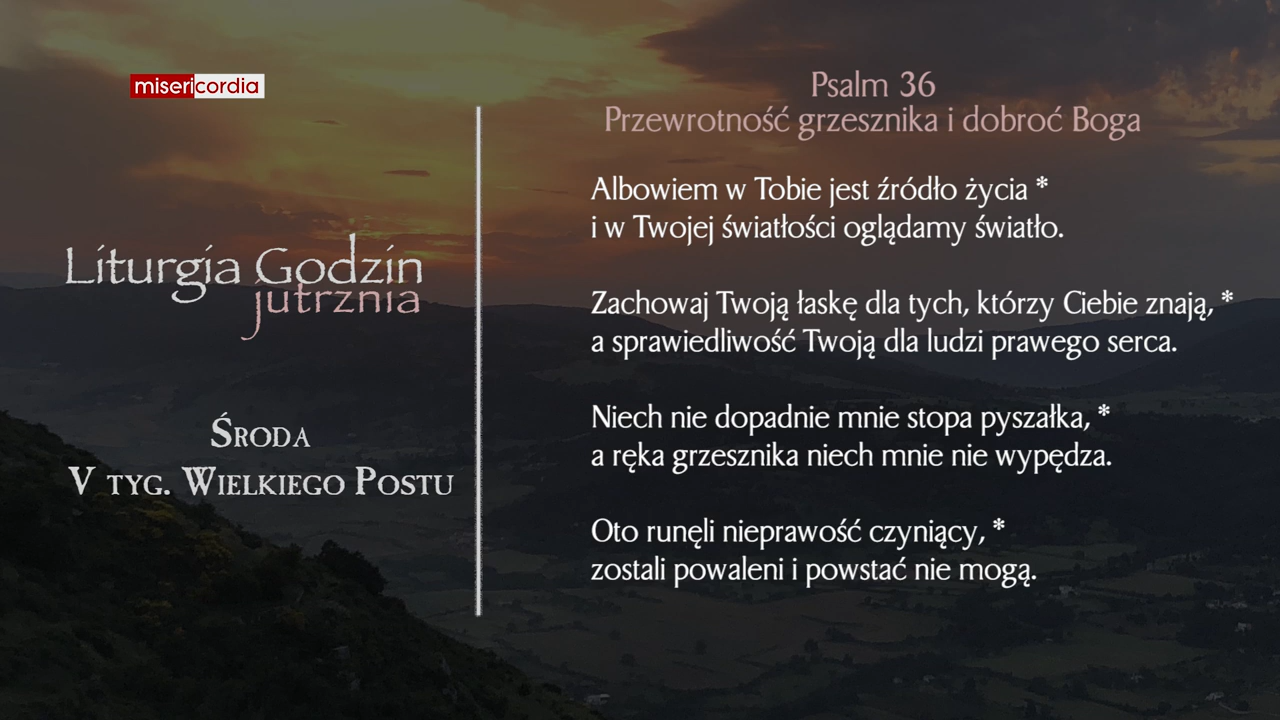 misericordia
Liturgia Godzin
jutrznia
Środa
V tyg. Wielkiego Postu
Psalm 36
Przewrotność grzesznika i dobroć Boga
Albowiem w Tobie jest źródło życia *
i w Twojej światłości oglądamy światło.
Zachowaj Twoją łaskę dla tych, którzy Ciebie znają, *
a sprawiedliwość Twoją dla ludzi prawego serca.
Niech nie dopadnie mnie stopa pyszałka, *
a ręka grzesznika niech mnie nie wypędza.
Oto runęli nieprawość czyniący, *
zostali powaleni i powstać nie mogą.